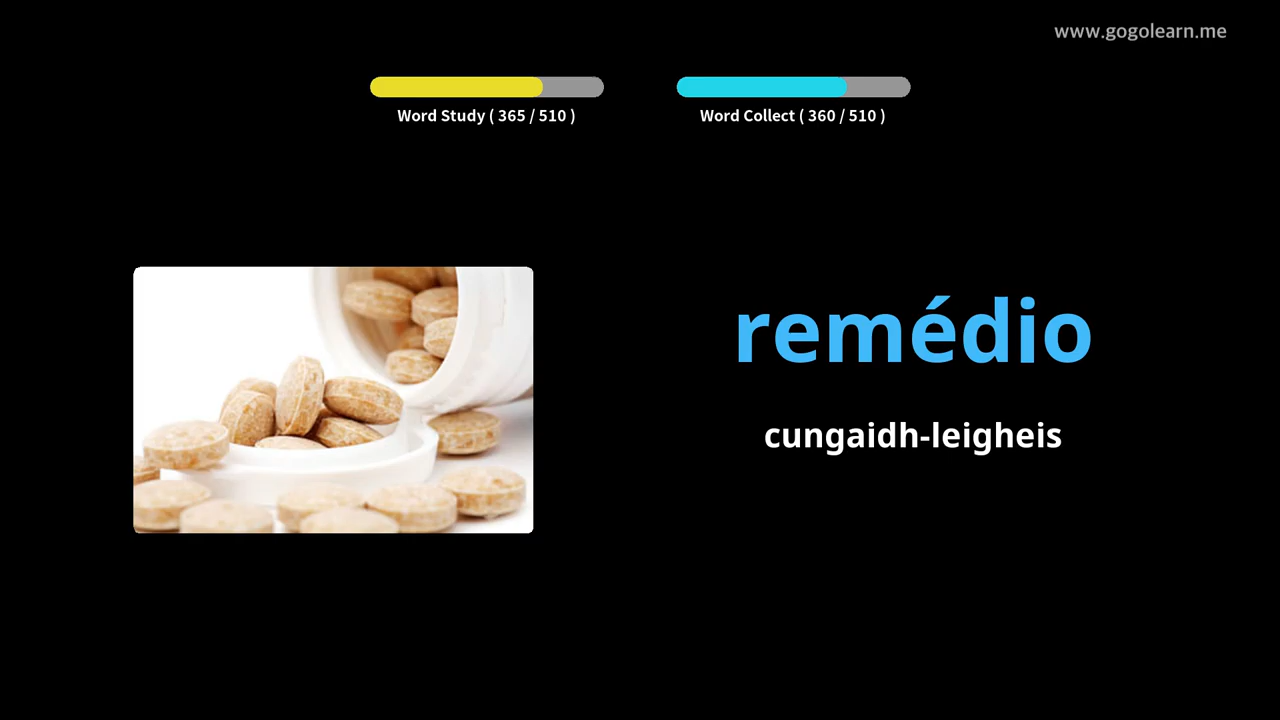 www.gogolearn.me
Word Study ( 365 / 510 )
Word Collect ( 360 / 510 )
remédio
cungaidh-leigheis